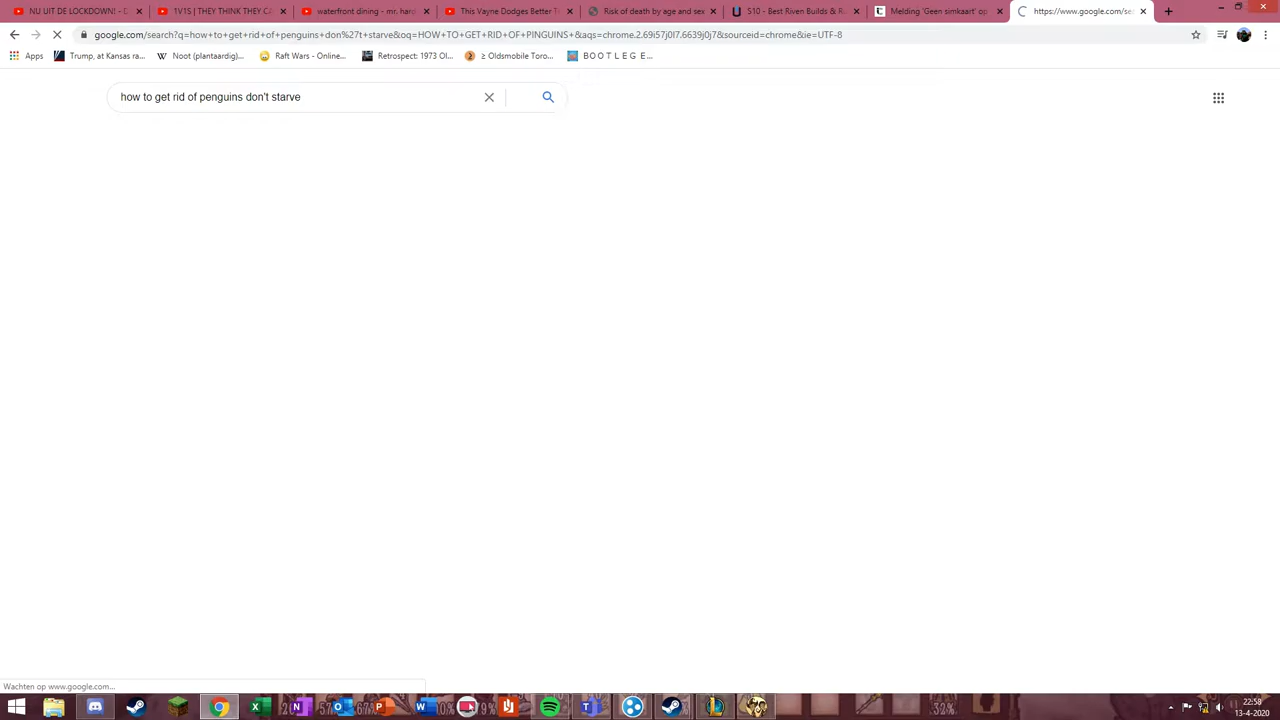 NU UIT DE LOCKDOWN! - D
1V1S | THEY THINK THEY CA
waterfront dining - mr. hard
This Vayne Dodges Better T
Risk of death by age and sex
S10 - Best Riven Builds & R
Melding 'Geen simkaart' op
https://www.google.com/se
google.com/search?q=how+to+get+rid+of+penguins+don%27t+starve&oq=HOW+TO+GET+RID+OF+PINGUINS+&aqs=chrome.2.69i57j0l7.6639j0j7&sourceid=chrome&ie=UTF-8
Apps
Trump, at Kansas ra...
Noot (plantaardig)...
Raft Wars - Online...
Retrospect: 1973 Ol...
≥ Oldsmobile Toro...
B O O T L E G E ...
how to get rid of penguins don't starve
Wachten op www.google.com...
32%
22:58
13-4-2020